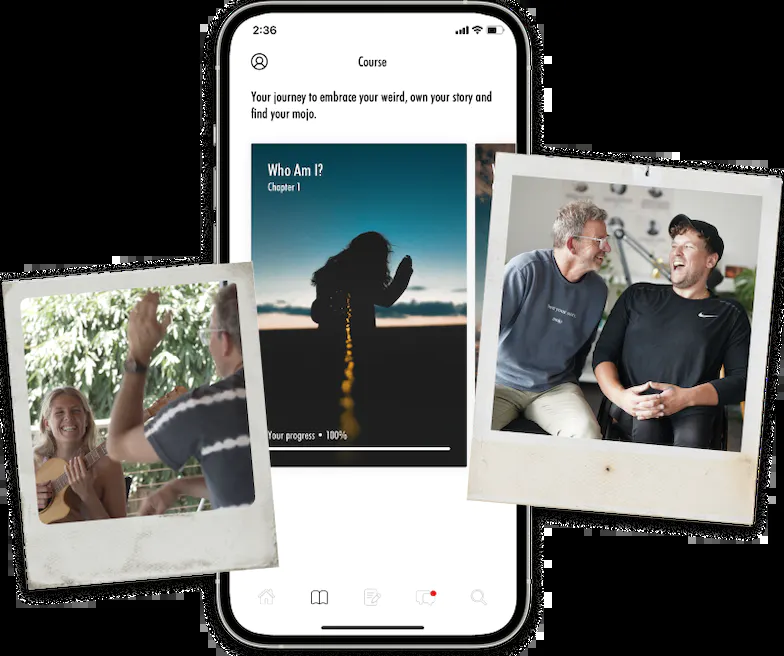 2:36
Course
Your journey to embrace your weird, own your story and
find your mojo.
Who Am I?
Chapter 1
Your progress • 100%